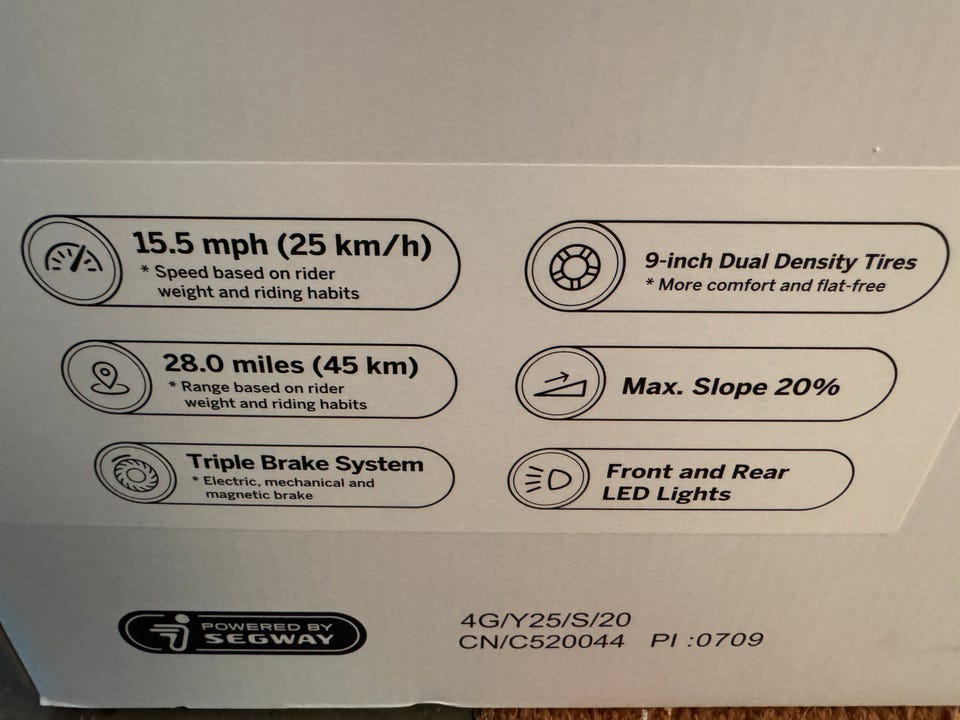 15.5 mph (25 km/h)
* Speed based on rider
weight and riding habits
28.0 miles (45 km)
* Range based on rider
weight and riding habits
Triple Brake System
* Electric, mechanical and
magnetic brake
9-inch Dual Density Tires
* More comfort and flat-free
Max. Slope 20%
Front and Rear
LED Lights
POWERED BY
SEGWAY
4G/Y25/S/20
CN/C520044 PI :0709